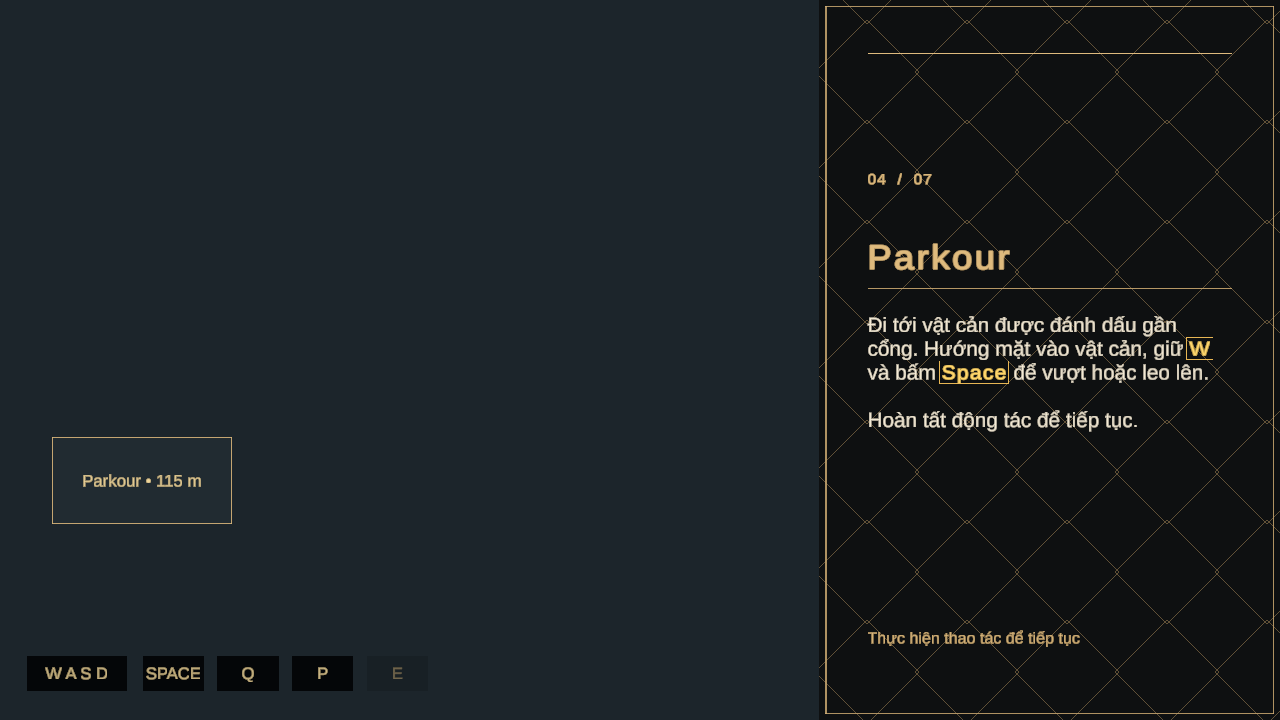 04 / 07
Parkour
Đi tới vật cản được đánh dấu gần
cổng. Hướng mặt vào vật cản, giữ W
và bấm Space để vượt hoặc leo lên.
Hoàn tất động tác để tiếp tục.
Parkour • 115 m
Thực hiện thao tác để tiếp tục
W A S D SPACE Q P E